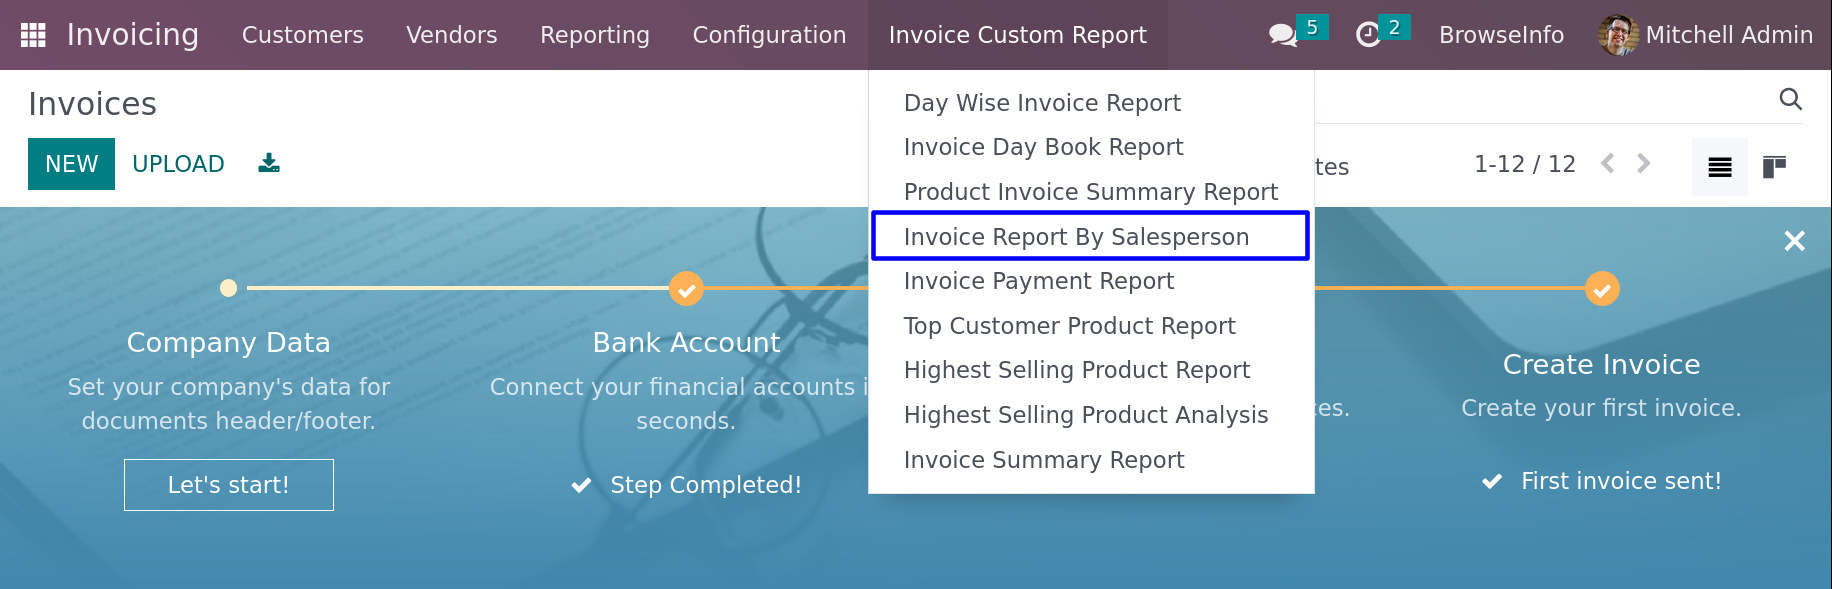 Invoicing Customers Vendors Reporting Configuration Invoice Custom Report 5 2 BrowseInfo Mitchell Admin
Invoices
NEW UPLOAD
1-12 / 12
Day Wise Invoice Report
Invoice Day Book Report
Product Invoice Summary Report
Invoice Report By Salesperson
Invoice Payment Report
Top Customer Product Report
Highest Selling Product Report
Highest Selling Product Analysis
Invoice Summary Report
Company Data
Set your company's data for
documents header/footer.
Let's start!
Bank Account
Connect your financial accounts
seconds.
Step Completed!
Create Invoice
Create your first invoice.
First invoice sent!